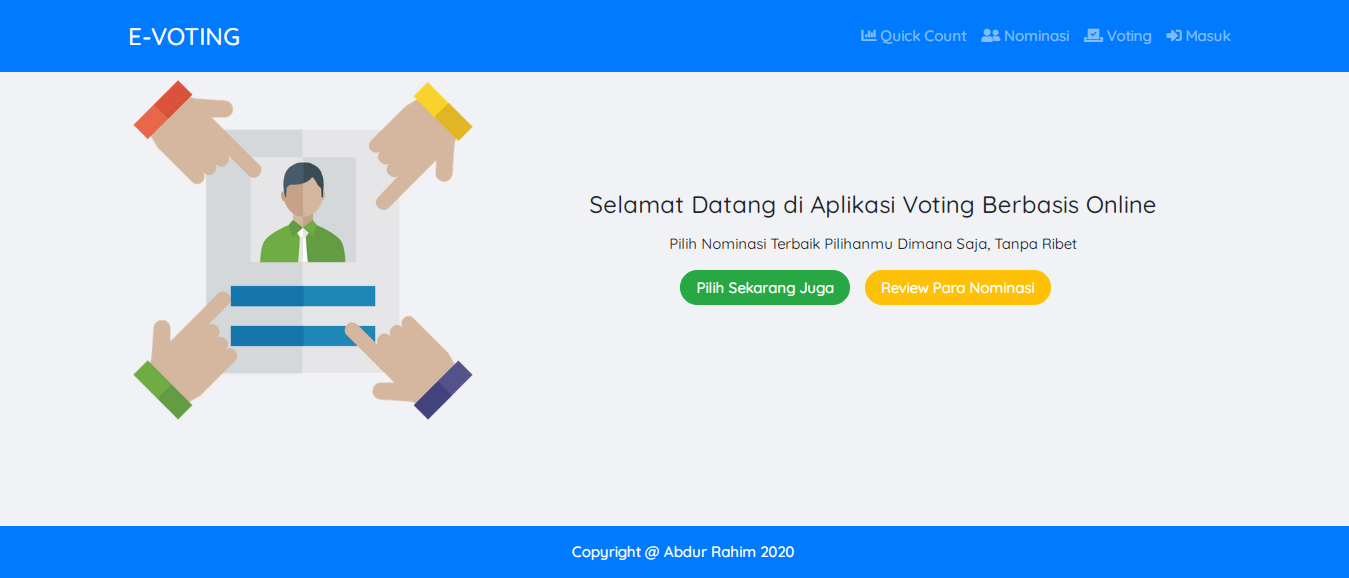 E-VOTING
Quick Count Nominasi Voting Masuk
Selamat Datang di Aplikasi Voting Berbasis Online
Pilih Nominasi Terbaik Pilihanmu Dimana Saja, Tanpa Ribet
Pilih Sekarang Juga Review Para Nominasi
Copyright @ Abdur Rahim 2020